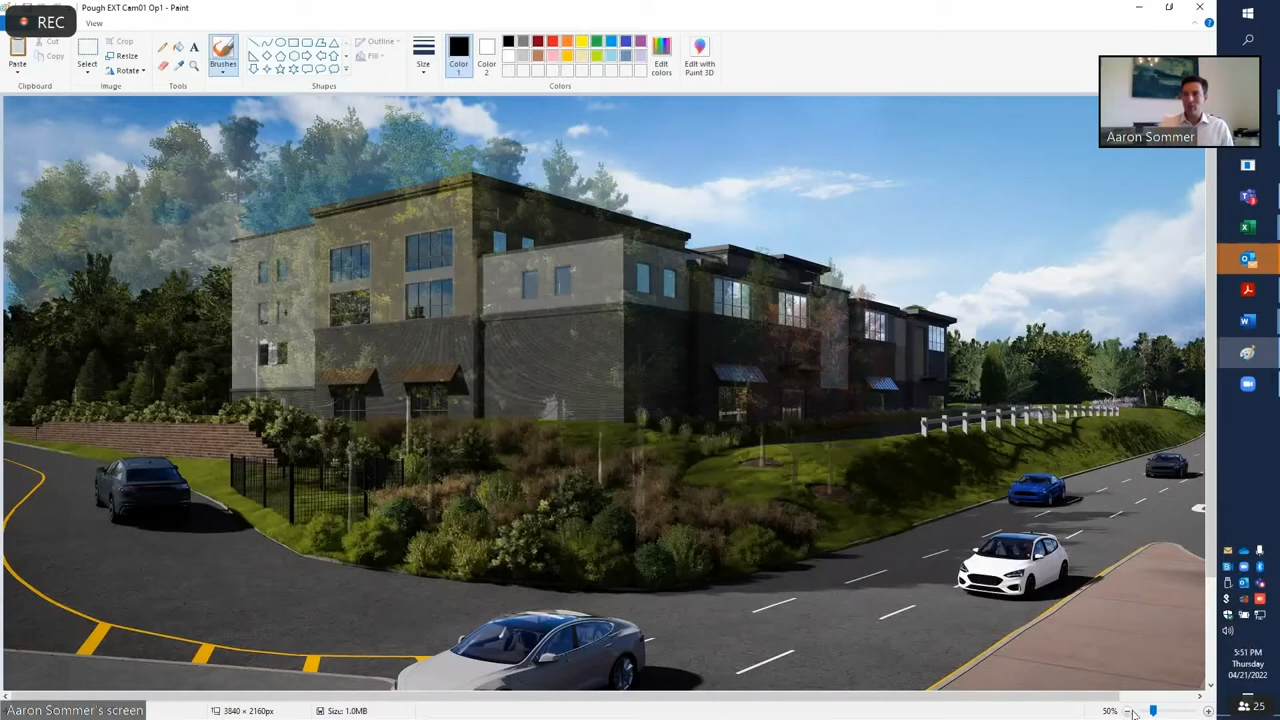 Pough EXT Cam01 Op1 - Paint
REC
View
Paste
Cut
Copy
Clipboard
Select
Crop
Resize
Rotate
Image
Tools
Brushes
Shapes
Outline
Fill
Size
Color
1
Color
2
Colors
Edit
colors
Edit with
Paint 3D
Aaron Sommer
5:51 PM
Thursday
04/21/2022
25
Aaron Sommer's screen
3840 × 2160px
Size: 1.0MB
50%